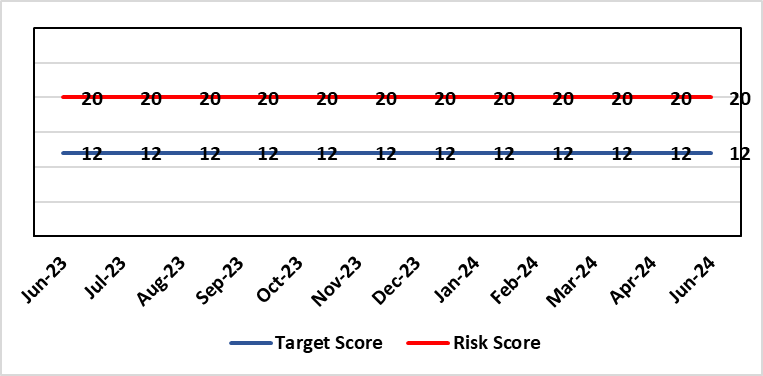 20 20 20 20 20 20 20 20 20 20 20 20
12 12 12 12 12 12 12 12 12 12 12 12
Jun-23 Jul-23 Aug-23 Sep-23 Oct-23 Nov-23 Dec-23 Jan-24 Feb-24 Mar-24 Apr-24 Jun-24
Target Score Risk Score